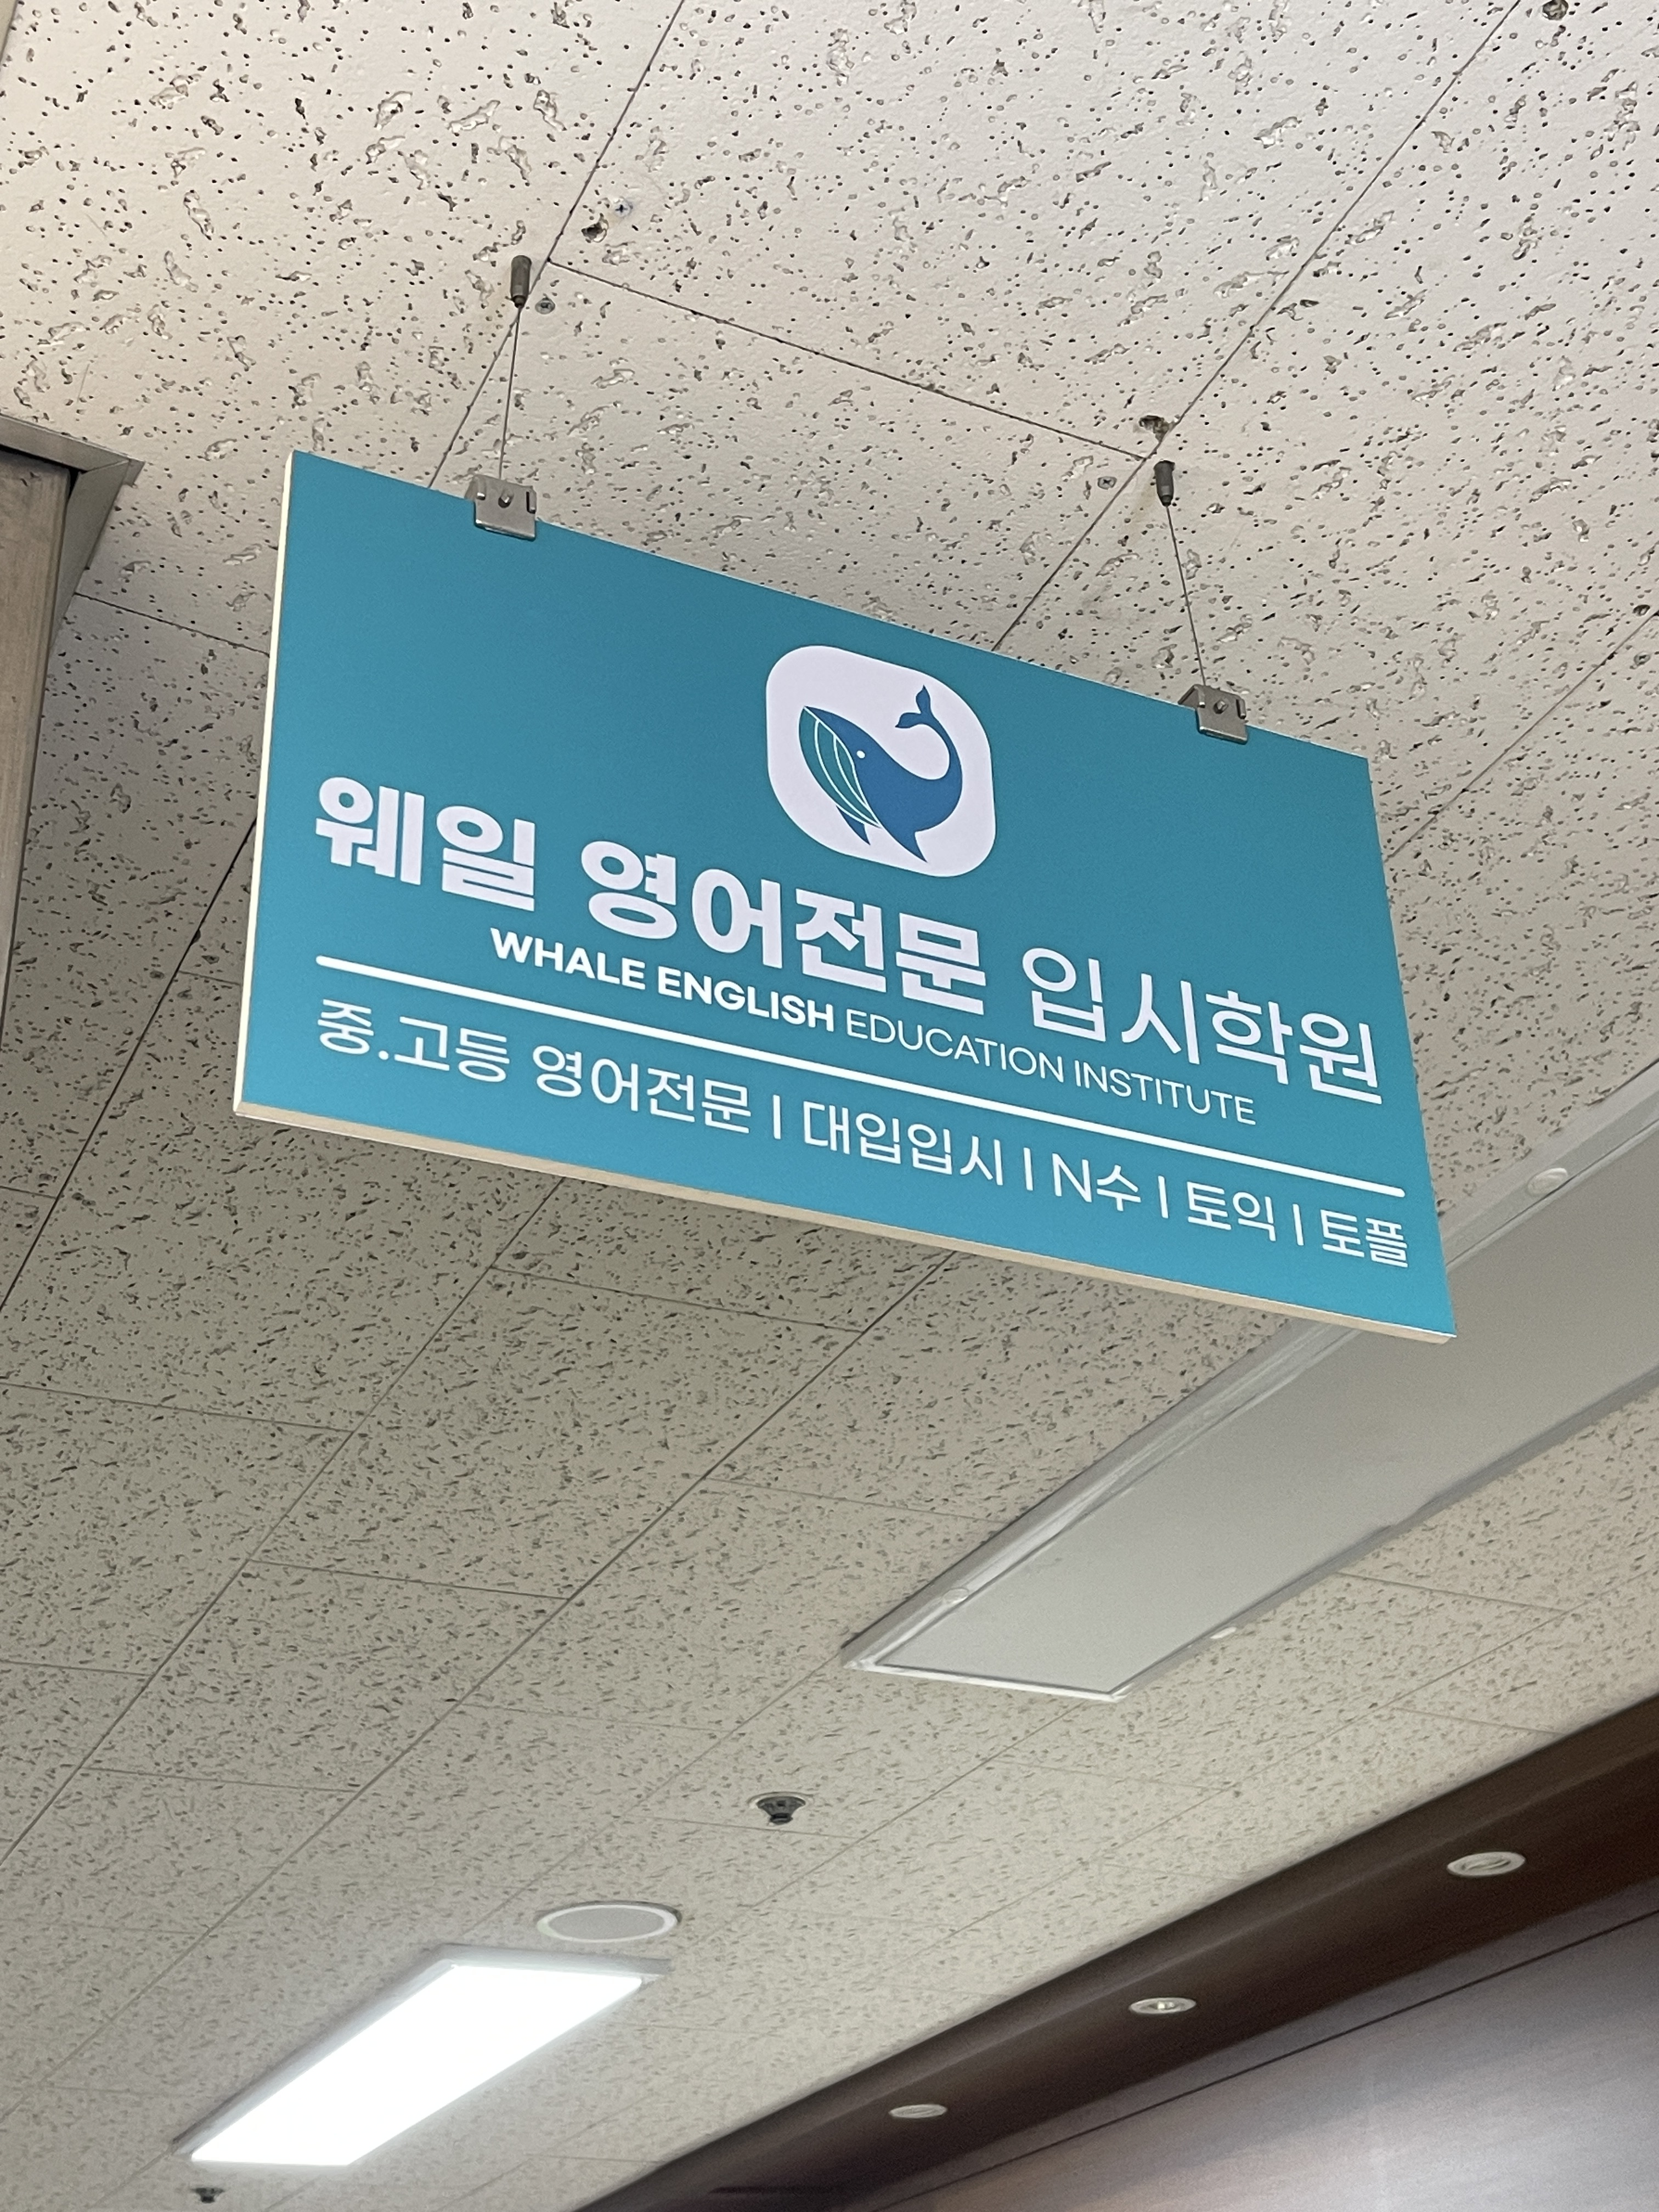 웨일 영어전문 입시학원
WHALE ENGLISH EDUCATION INSTITUTE
중.고등 영어전문 | 대입입시 | N수 | 토익 | 토플